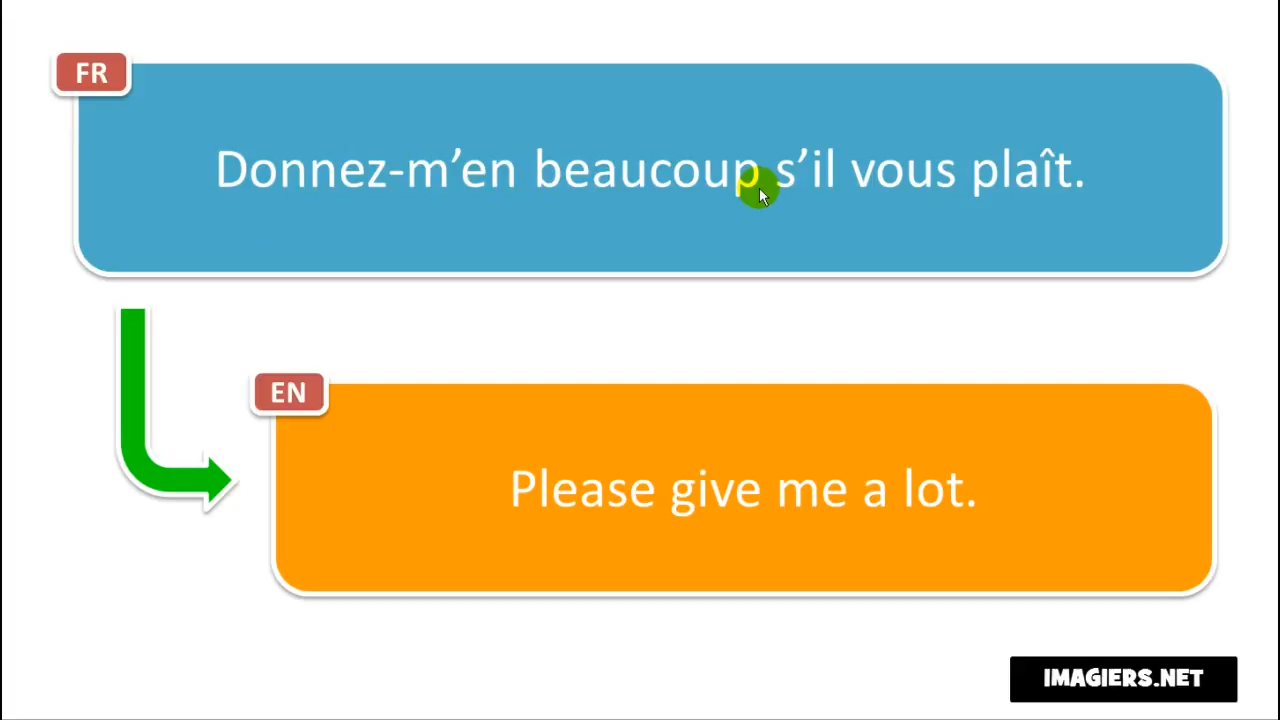 FR
Donnez-m’en beaucoup s’il vous plaît.
EN
Please give me a lot.
IMAGIERS.NET